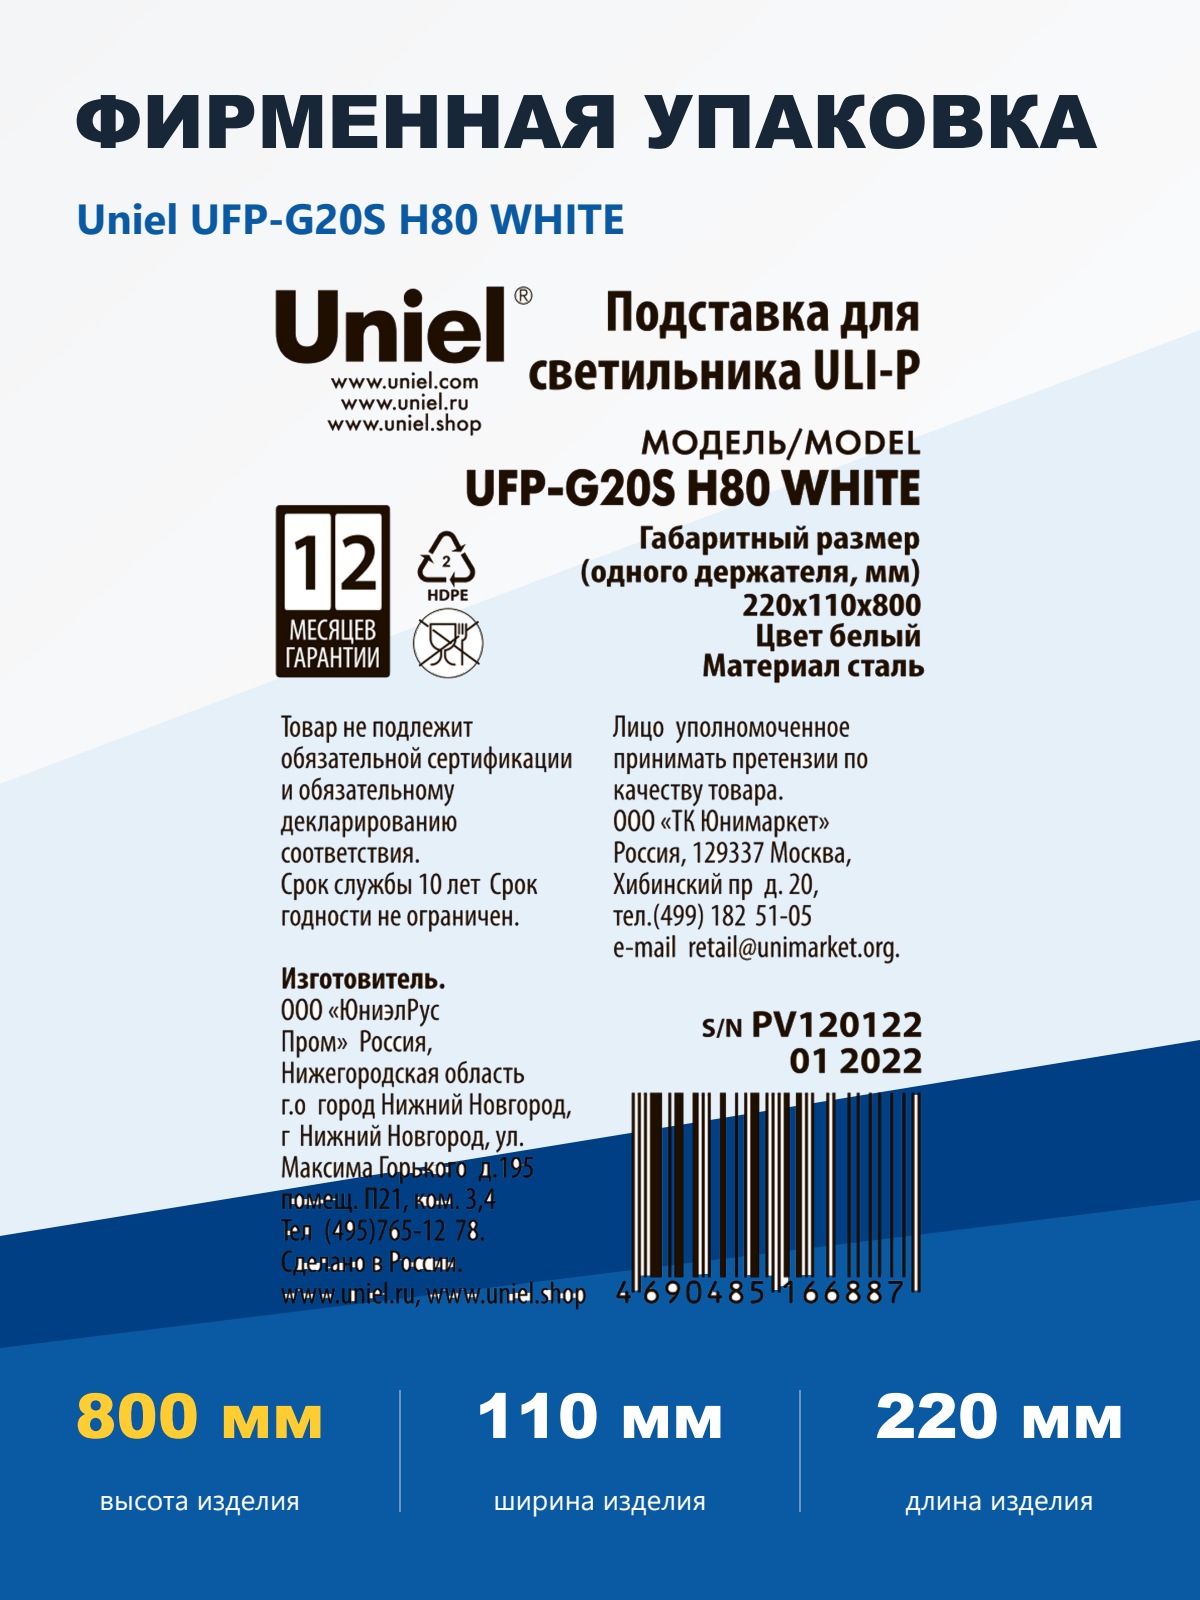 ФИРМЕННАЯ УПАКОВКА
Uniel UFP-G20S H80 WHITE
Uniel®
www.uniel.com
www.uniel.ru
www.uniel.shop
Подставка для
светильника ULI-P
МОДЕЛЬ/MODEL
UFP-G20S H80 WHITE
Габаритный размер
(одного держателя, мм)
220x110x800
Цвет белый
Материал сталь
12
МЕСЯЦЕВ
ГАРАНТИИ
2
HDPE
Товар не подлежит
обязательной сертификации
и обязательному
декларированию
соответствия.
Срок службы 10 лет Срок
годности не ограничен.
Изготовитель.
ООО «ЮниэлРус
Пром» Россия,
Нижегородская область
г.о город Нижний Новгород,
г Нижний Новгород, ул.
Максима Горького д.195
помещ. П21, ком. 3,4
Тел (495)765-12 78.
Сделано в России.
www.uniel.ru, www.uniel.shop
Лицо уполномоченное
принимать претензии по
качеству товара.
ООО «ТК Юнимаркет»
Россия, 129337 Москва,
Хибинский пр д. 20,
тел.(499) 182 51-05
e-mail retail@unimarket.org.
S/N PV120122
01 2022
4 690485 166887
800 мм
высота изделия
110 мм
ширина изделия
220 мм
длина изделия